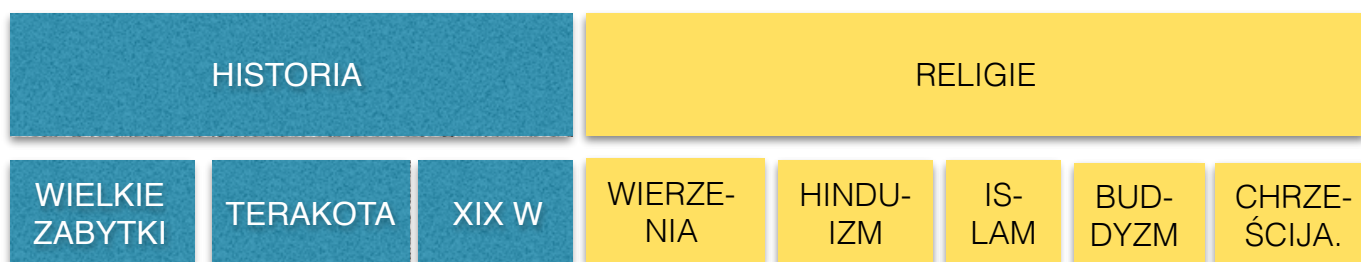 HISTORIA
RELIGIE
WIELKIE
ZABYTKI
TERAKOTA
XIX W
WIERZE-
NIA
HINDU-
IZM
IS-
LAM
BUD-
DYZM
CHRZE-
ŚCIJA.